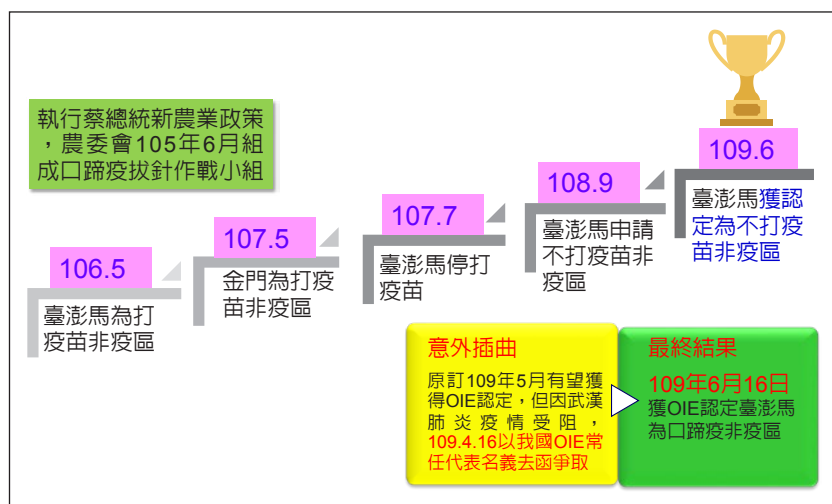 執行蔡總統新農業政策
，農委會105年6月組
成口蹄疫拔針作戰小組
106.5
臺澎馬為打
疫苗非疫區
107.5
金門為打疫
苗非疫區
107.7
臺澎馬停打
疫苗
108.9
臺澎馬申請
不打疫苗非
疫區
109.6
臺澎馬獲認
定為不打疫
苗非疫區
意外插曲
原訂109年5月有望獲
得OIE認定，但因武漢
肺炎疫情受阻，
109.4.16以我國OIE常
任代表名義去函爭取
最終結果
109年6月16日
獲OIE認定臺澎馬
為口蹄疫非疫區